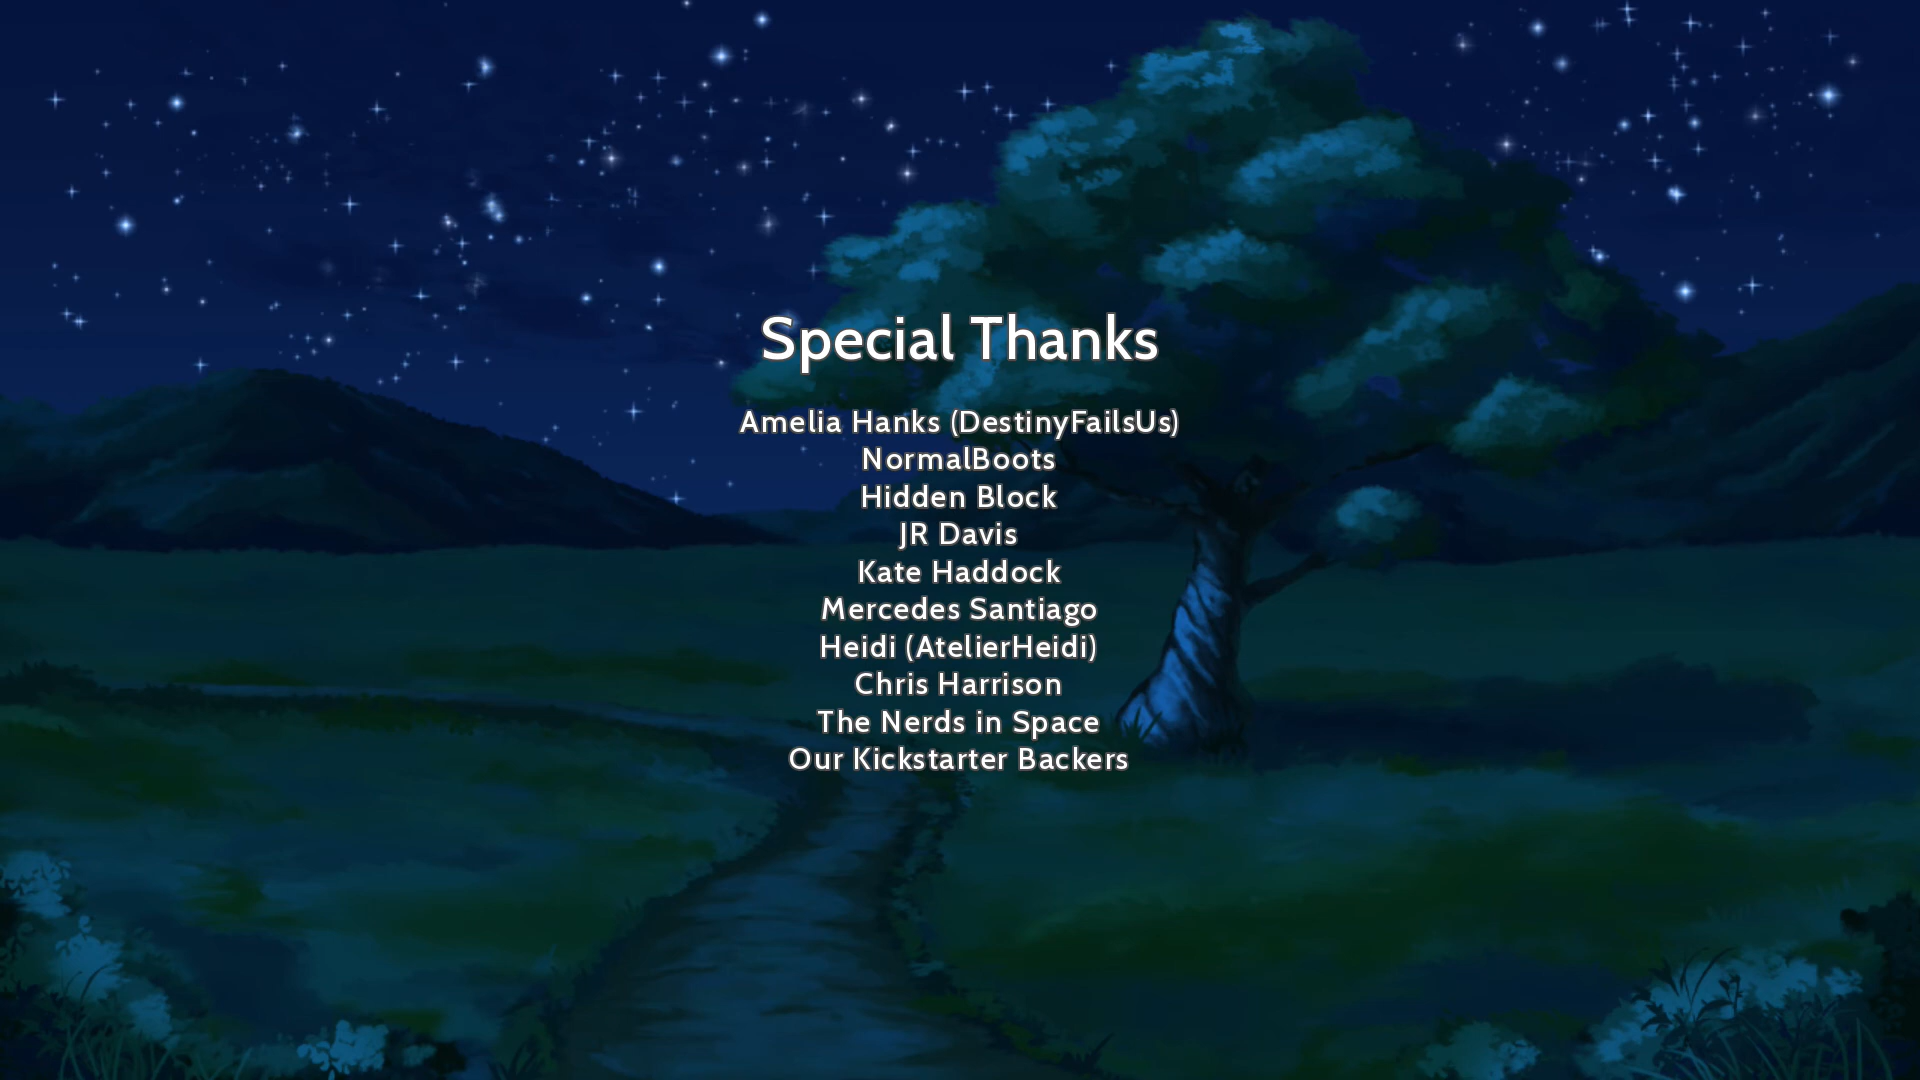 Special Thanks
Amelia Hanks (DestinyFailsUs)
NormalBoots
Hidden Block
JR Davis
Kate Haddock
Mercedes Santiago
Heidi (AtelierHeidi)
Chris Harrison
The Nerds in Space
Our Kickstarter Backers